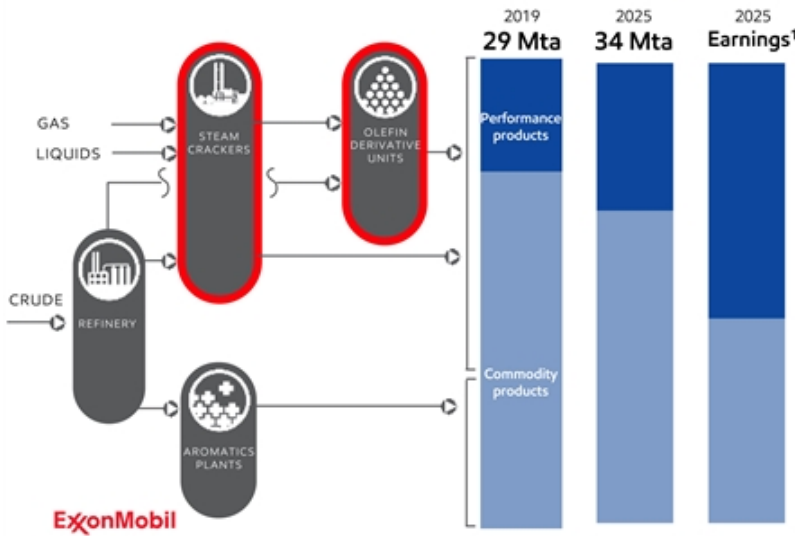 2019
29 Mta
2025
34 Mta
2025
Earnings¹
GAS
LIQUIDS
STEAM
CRACKERS
OLEFIN
DERIVATIVE
UNITS
Performance
products
CRUDE
REFINERY
Commodity
products
AROMATICS
PLANTS
ExxonMobil